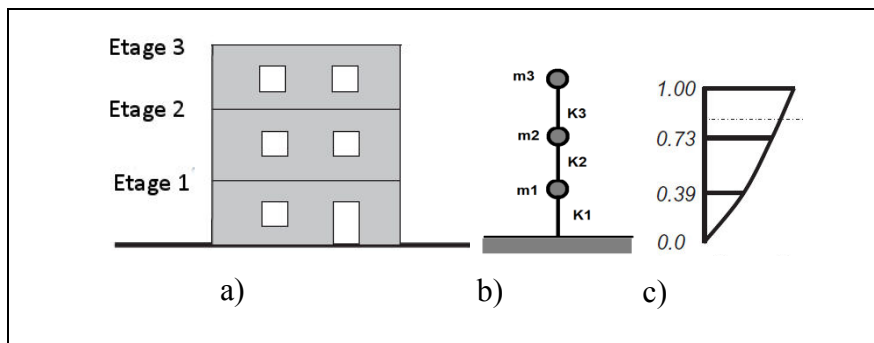 Etage 3
Etage 2
Etage 1
a)
m3
K3
m2
K2
m1
K1
b)
1.00
0.73
0.39
0.0
c)